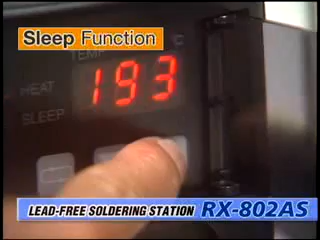 Sleep Function
TEMP
°C
193
HEAT
SLEEP
LEAD-FREE SOLDERING STATION RX-802AS